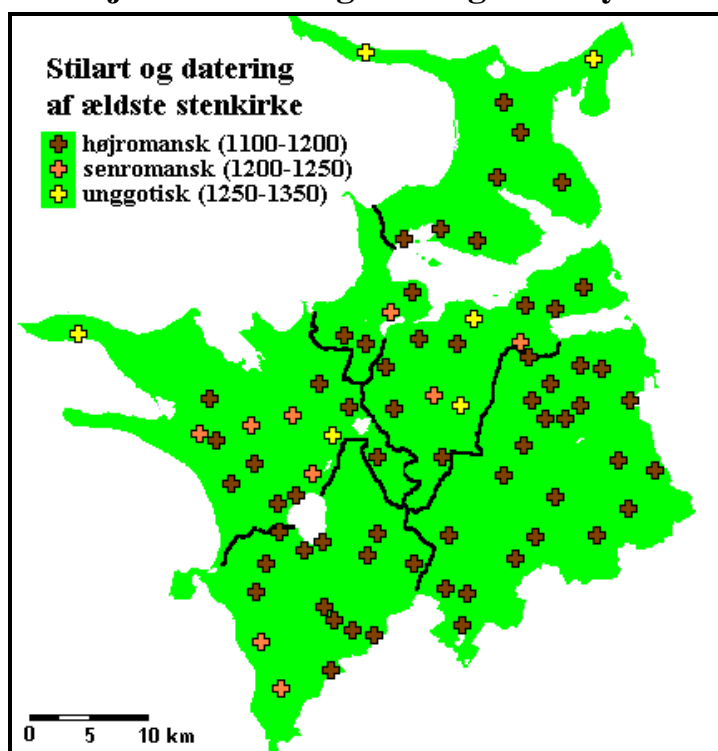 Stilart og datering
af ældste stenkirke
højromansk (1100-1200)
senromansk (1200-1250)
unggotisk (1250-1350)
0 5 10 km